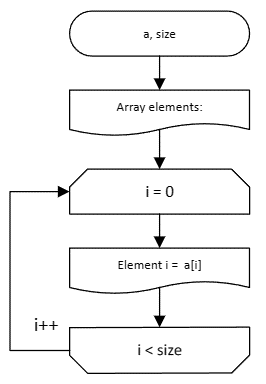 a, size
Array elements:
i = 0
Element i = a[i]
i++
i < size